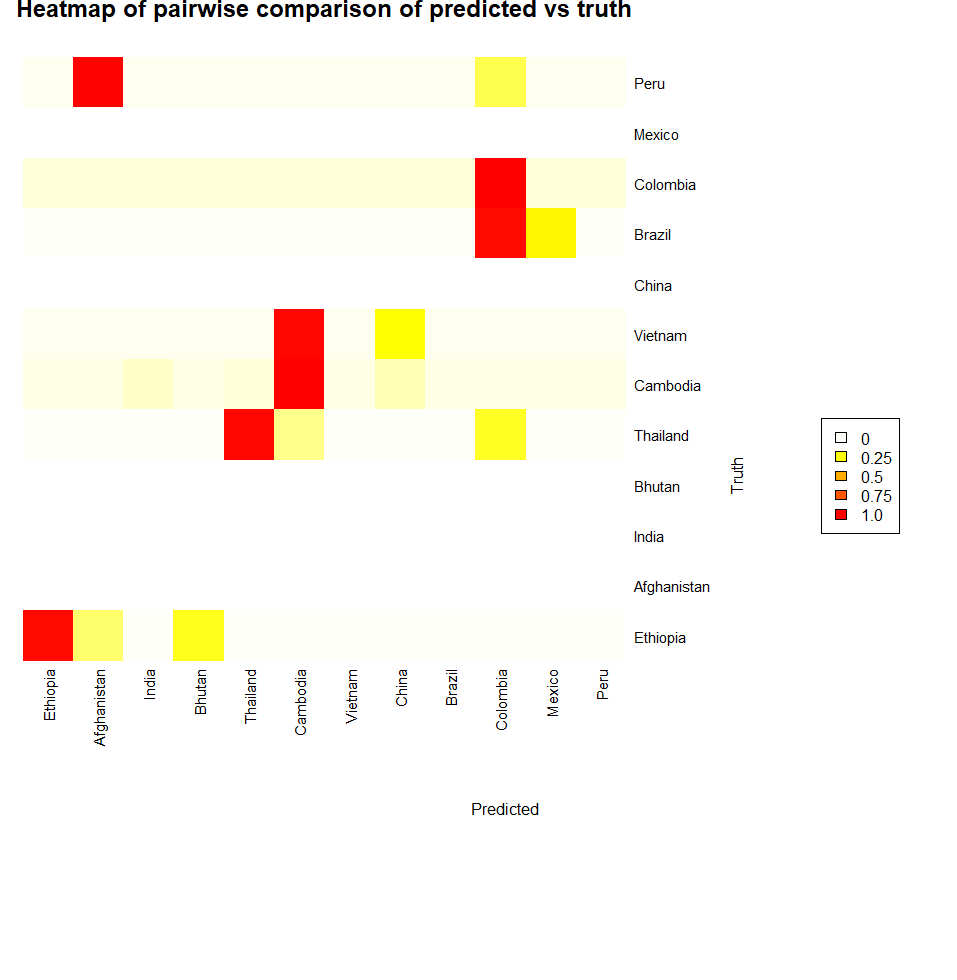 Heatmap of pairwise comparison of predicted vs truth
Peru
Mexico
Colombia
Brazil
China
Vietnam
Cambodia
Thailand
Bhutan
India
Afghanistan
Ethiopia
Truth
0
0.25
0.5
0.75
1.0
Ethiopia
Afghanistan
India
Bhutan
Thailand
Cambodia
Vietnam
China
Brazil
Colombia
Mexico
Peru
Predicted